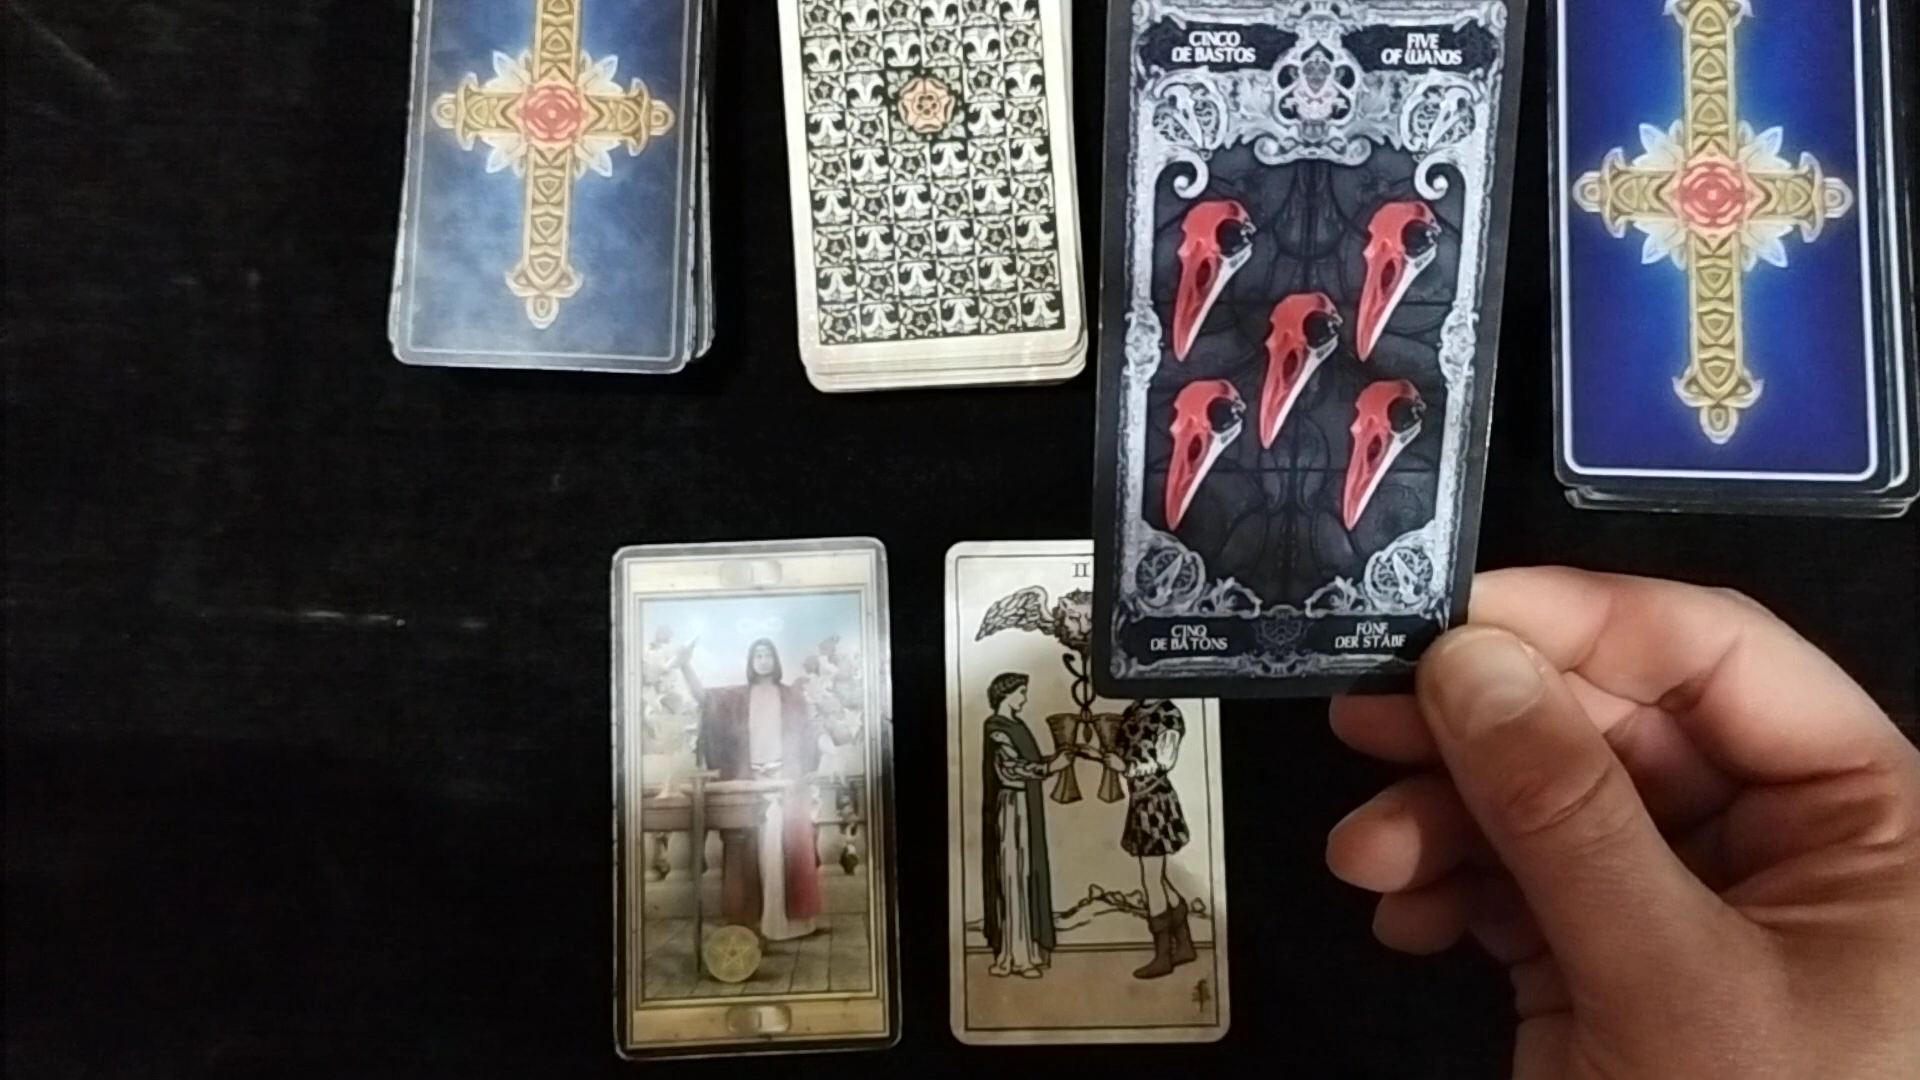 CINCO
DE BASTOS
FIVE
OF WANDS
CINQ
DE BÂTONS
FÜNF
DER STÄBE
II
I
I